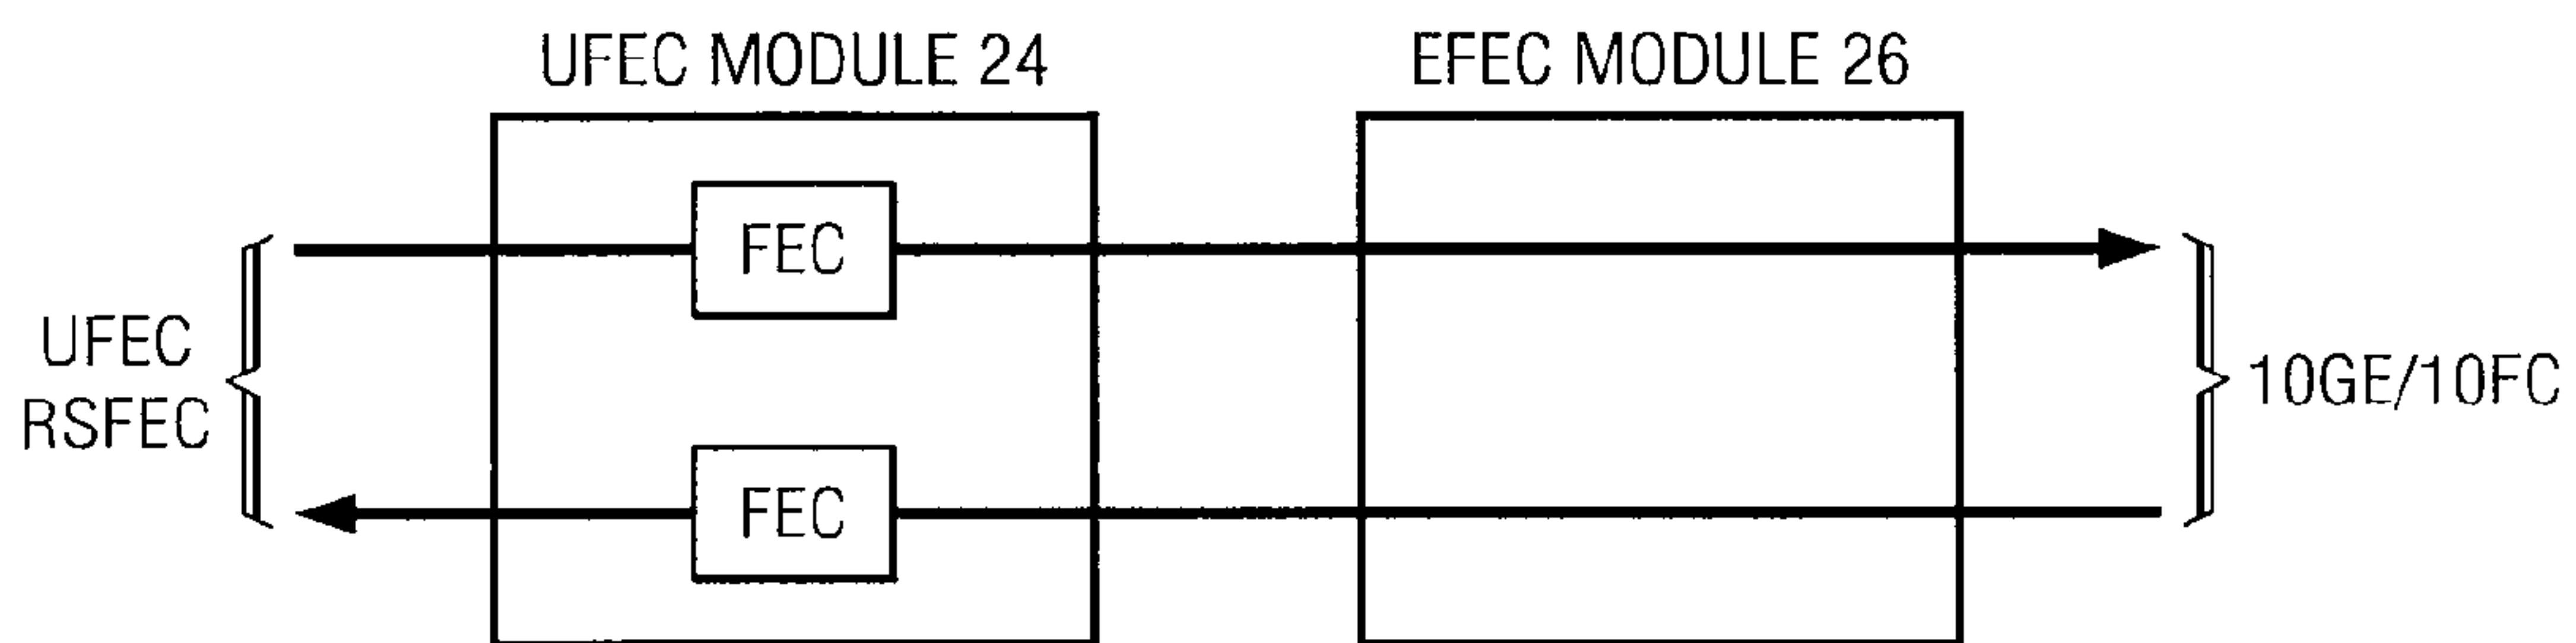 UFEC MODULE 24
EFEC MODULE 26
FEC
UFEC
RSFEC
10GE/10FC
FEC